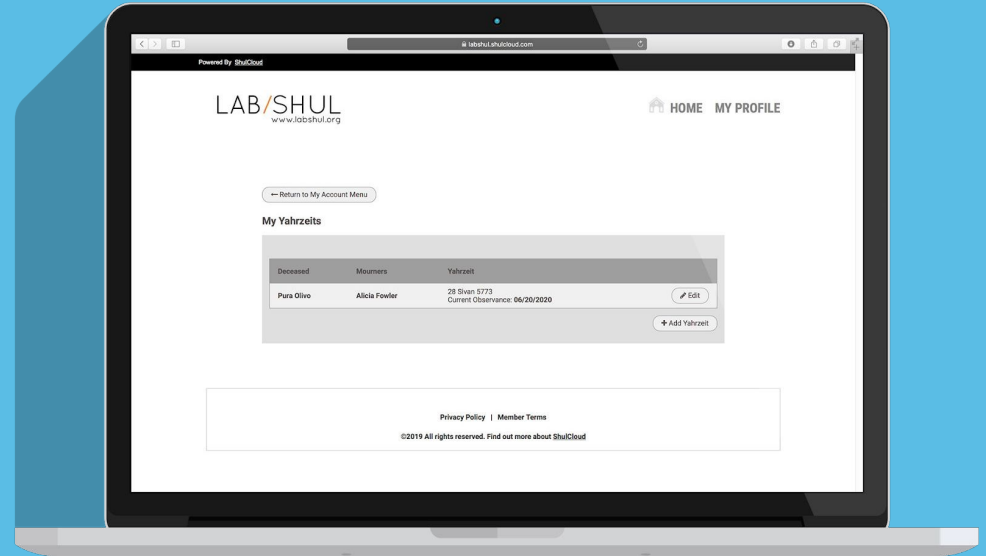 labshul.shulcloud.com
Powered By ShulCloud
LAB/SHUL
www.labshul.org
HOME MY PROFILE
← Return to My Account Menu
My Yahrzeits
Deceased Mourners Yahrzeit
Pura Olivo Alicia Fowler 28 Sivan 5773 Edit
Current Observance: 06/20/2020
+ Add Yahrzeit
Privacy Policy | Member Terms
©2019 All rights reserved. Find out more about ShulCloud